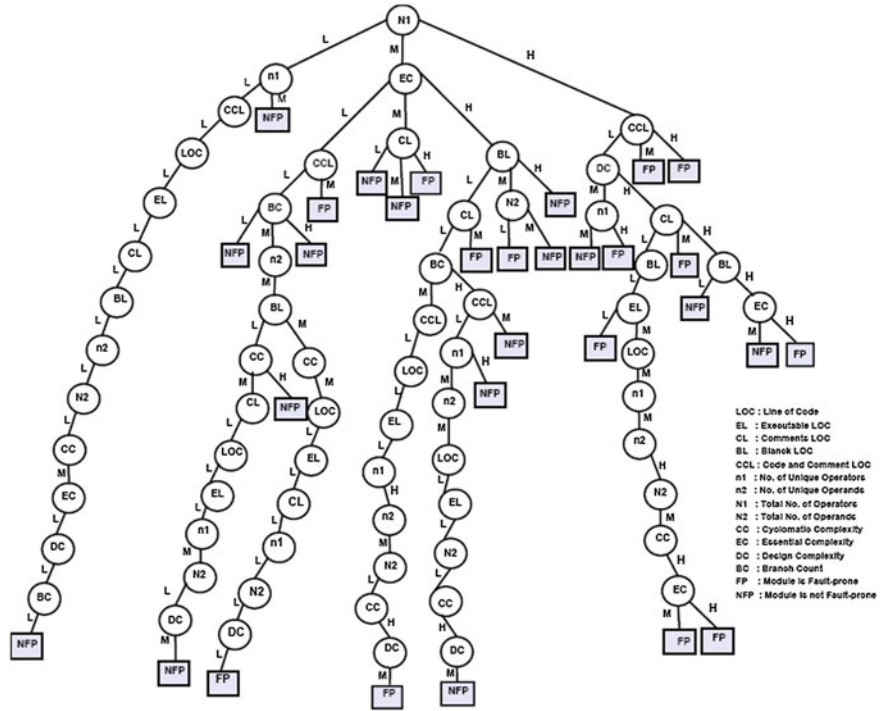 N1
L
M
H
n1
EC
L
M
L
M
H
CCL
NFP
CCL
CL
BL
CCL
L
L
M
L
M
H
L
M
H
L
M
H
LOC
BC
FP
NFP
NFP
FP
CL
N2
NFP
DC
FP
FP
L
L
M
H
L
M
L
M
M
H
EL
NFP
n2
NFP
BC
FP
FP
NFP
n1
CL
L
M
M
H
M
H
L
M
H
CL
BL
CCL
CCL
NFP
FP
BL
FP
BL
L
L
M
L
L
M
L
L
H
BL
CC
CC
LOC
n1
NFP
EL
NFP
EC
L
M
H
M
L
M
H
L
M
M
H
n2
CL
NFP
LOC
EL
n2
NFP
FP
LOC
NFP
FP
L
L
L
L
M
M
N2
LOC
EL
n1
LOC
n1
L
L
L
H
L
M
CC
EL
CL
n2
EL
n2
M
L
L
M
L
H
EC
n1
n1
N2
N2
N2
L
M
L
L
L
M
DC
N2
N2
CC
CC
CC
L
L
L
H
H
H
BC
DC
DC
DC
DC
EC
L
M
L
M
M
M
H
NFP
NFP
FP
FP
NFP
FP
FP
LOC : Line of Code
EL : Exeoutable LOC
CL : Comments LOC
BL : Blanck LOC
CCL : Code and Comment LOC
n1 : No. of Unique Operators
n2 : No. of Unique Operands
N1 : Total No. of Operators
N2 : Total No. of Operands
CC : Cyolomatic Complexity
EC : Essential Complexity
DC : Design Complexity
BC : Branoh Count
FP : Module is Fault-prone
NFP : Module is not Fault-prone